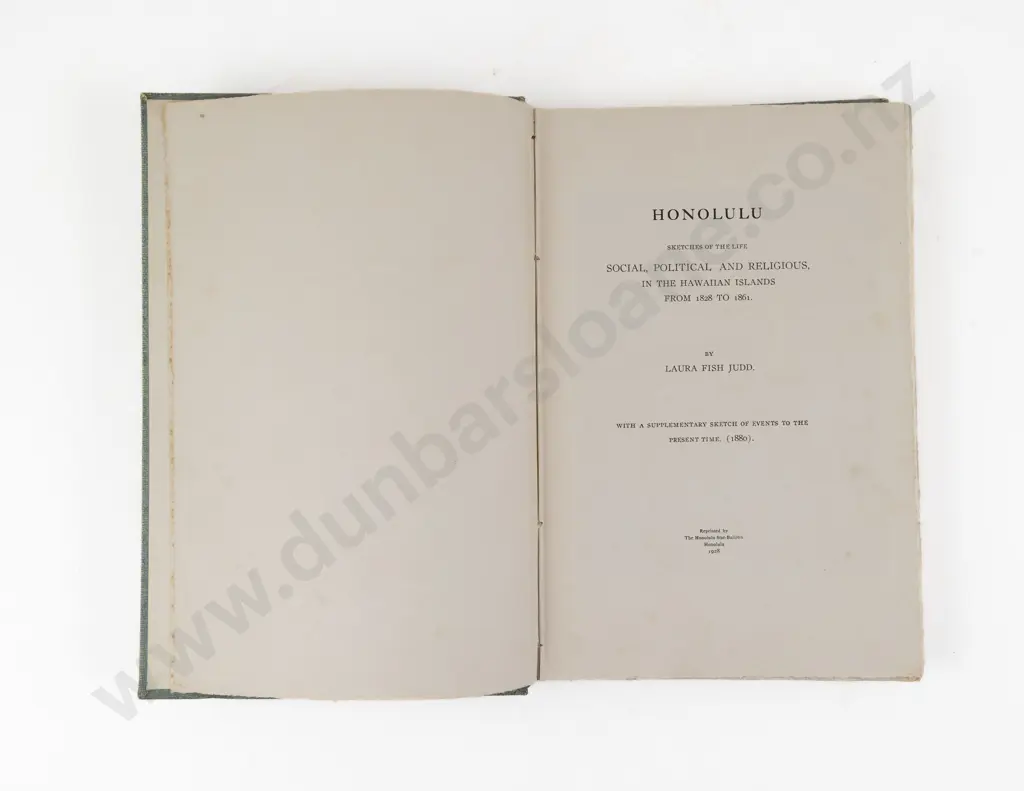 HONOLULU
SKETCHES OF THE LIFE
SOCIAL, POLITICAL AND RELIGIOUS,
IN THE HAWAIIAN ISLANDS
FROM 1828 TO 1861.
BY
LAURA FISH JUDD.
WITH A SUPPLEMENTARY SKETCH OF EVENTS TO THE
PRESENT TIME, (1880).
Reprinted by
The Honolulu Star-Bulletin
Honolulu
1928
www.dunbarsloane.co.nz